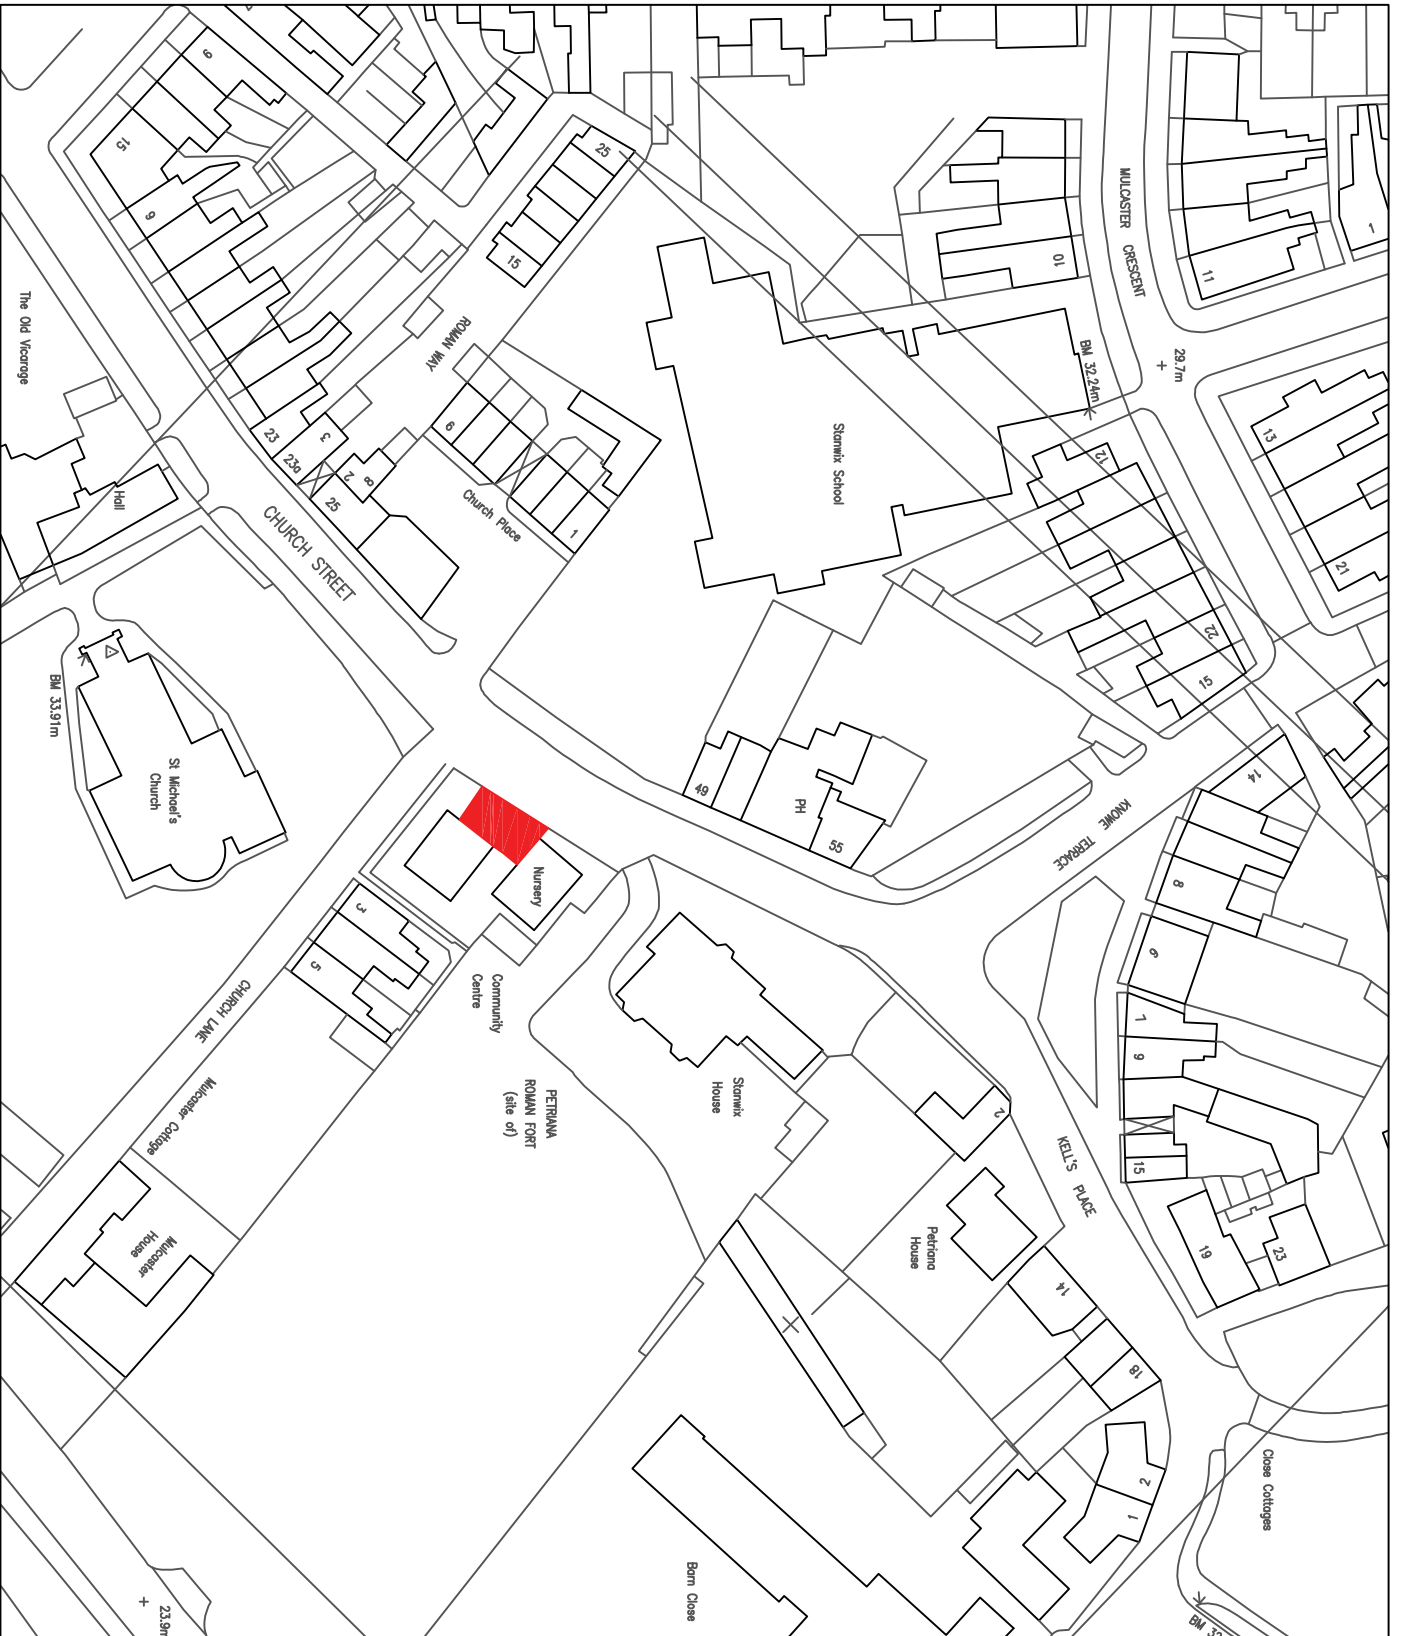 9
15
9
25
15
ROMAN WAY
The Old Vicarage
23
3
23a
2
8
25
Hall
CHURCH STREET
6
Church Place
1
Stanwix School
MULCASTER CRESCENT
10
11
1
29.7m
BM 32.24m
13
21
12
22
15
14
BM 33.91m
St Michael's
Church
49
PH
55
KNOWE
TERRACE
Nursery
Community
Centre
3
5
CHURCH LANE
Mulcaster Cottage
Mulcaster
House
PETRIANA
ROMAN FORT
(site of)
Stanwix
House
8
6
7
9
15
19
23
2
KELL'S PLACE
Petriana
House
14
18
2
1
Close Cottages
Barn Close
23.9m